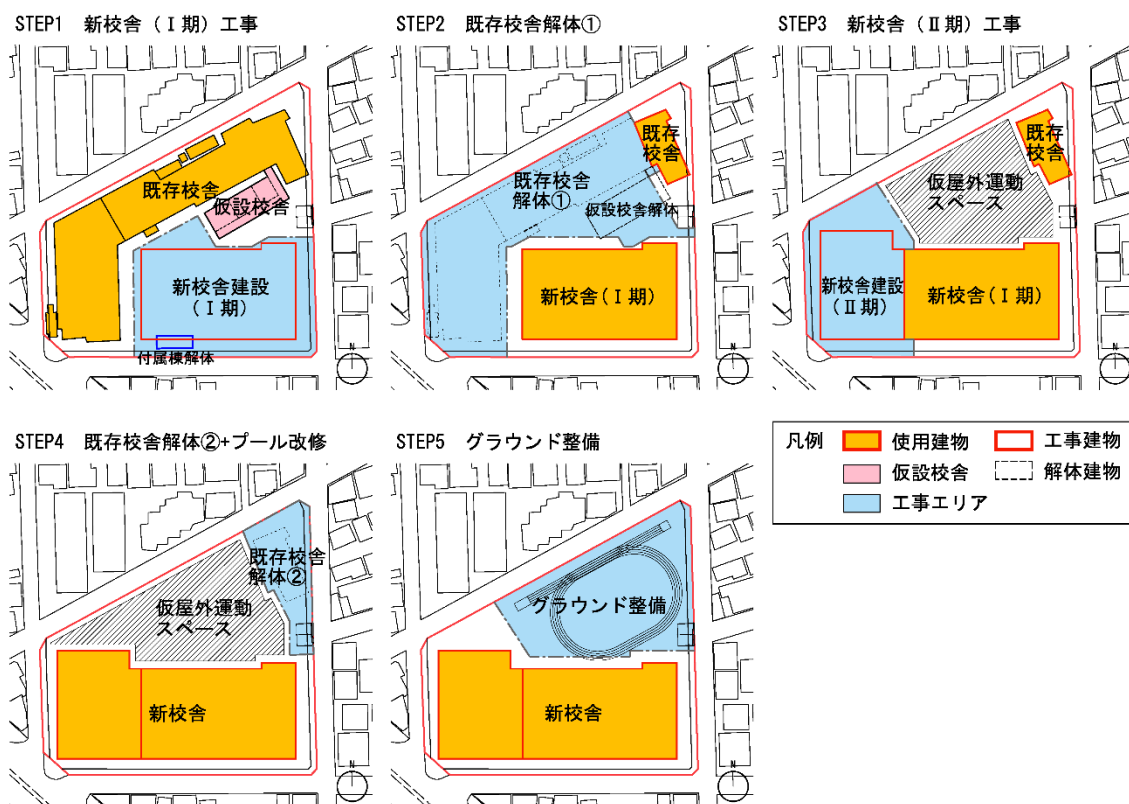 STEP1 新校舎（Ⅰ期）工事
既存校舎
仮設校舎
新校舎建設
（Ⅰ期）
付属棟解体
N
STEP2 既存校舎解体①
既存
校舎
既存校舎
解体①
仮設校舎解体
新校舎（Ⅰ期）
N
STEP3 新校舎（Ⅱ期）工事
既存
校舎
仮屋外運動
スペース
新校舎建設
（Ⅱ期）
新校舎（Ⅰ期）
N
STEP4 既存校舎解体②+プール改修
既存校舎
解体②
仮屋外運動
スペース
新校舎
N
STEP5 グラウンド整備
グラウンド整備
新校舎
N
凡例 使用建物 工事建物
仮設校舎 解体建物
工事エリア